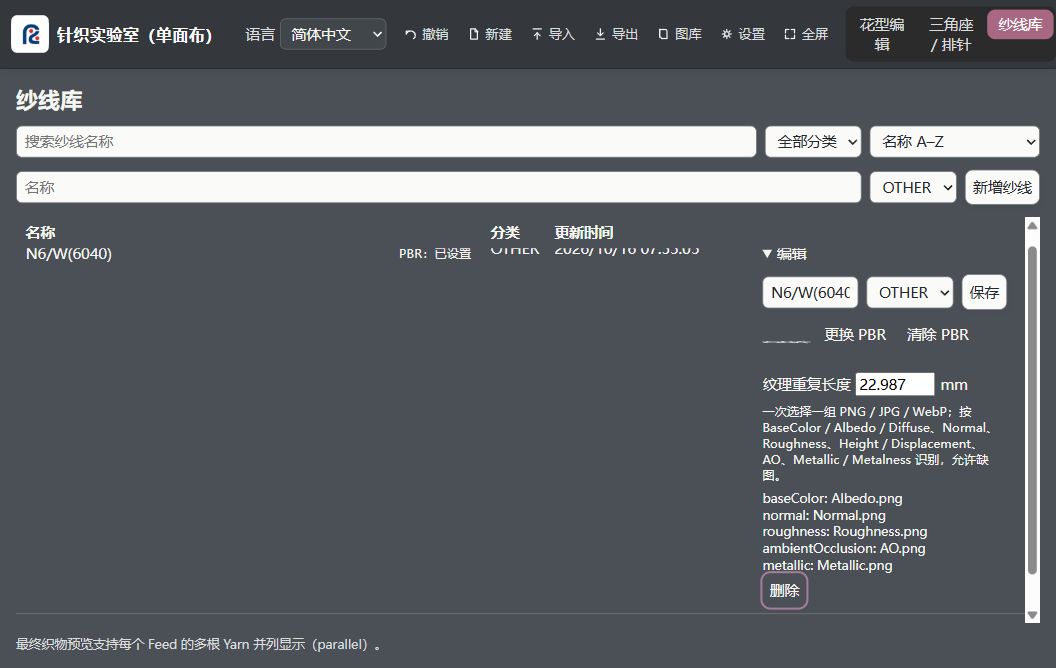 针织实验室（单面布）
语言 简体中文 撤销 新建 导入 导出 图库 设置 全屏
花型编辑
三角座 / 排针
纱线库
纱线库
搜索纱线名称 全部分类 名称 A–Z
名称 OTHER 新增纱线
名称 分类 更新时间
N6/W(6040) PBR：已设置 OTHER 2026/10/16 07:55:05
▼ 编辑
N6/W(6040 OTHER 保存
更换 PBR 清除 PBR
纹理重复长度 22.987 mm
一次选择一组 PNG / JPG / WebP；按
BaseColor / Albedo / Diffuse、Normal、
Roughness、Height / Displacement、
AO、Metallic / Metalness 识别，允许缺
图。
baseColor: Albedo.png
normal: Normal.png
roughness: Roughness.png
ambientOcclusion: AO.png
metallic: Metallic.png
删除
最终织物预览支持每个 Feed 的多根 Yarn 并列显示（parallel）。